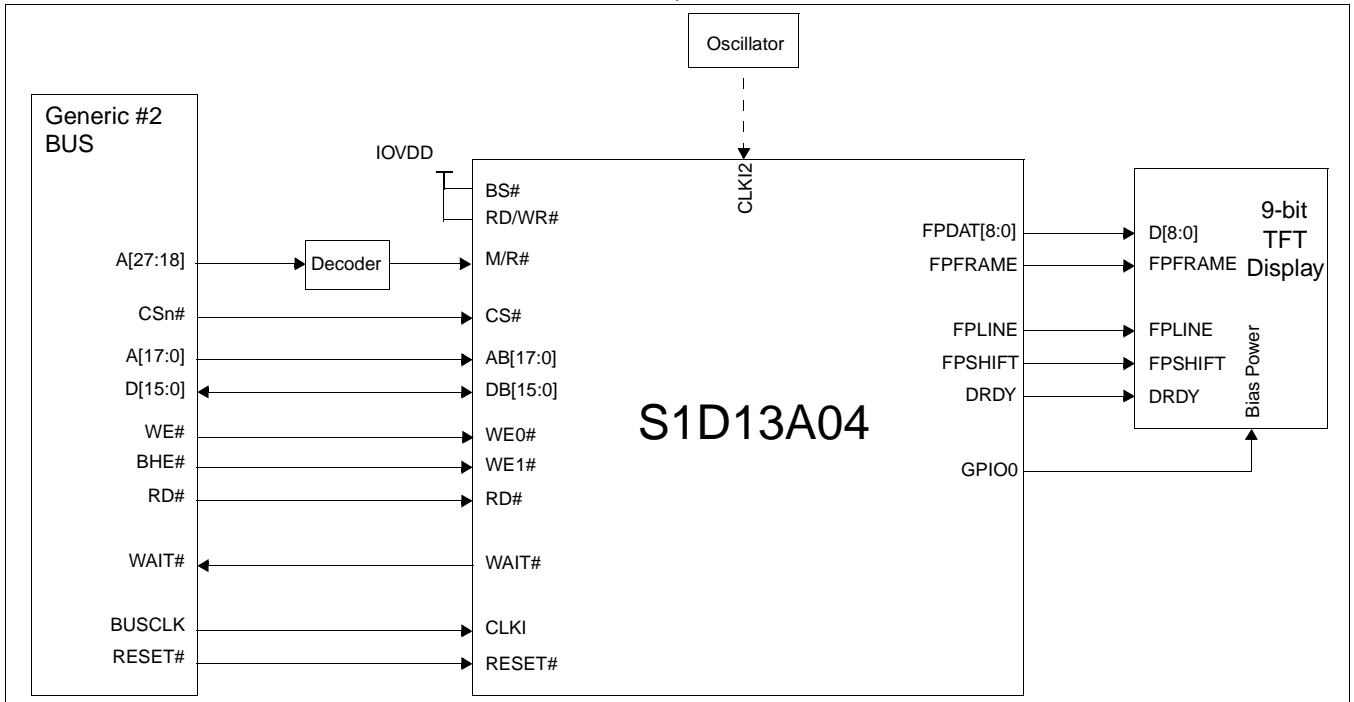 Oscillator
Generic #2
BUS
IOVDD
CLKI2
BS#
RD/WR#
A[27:18]
Decoder
M/R#
CSn#
CS#
A[17:0]
AB[17:0]
D[15:0]
DB[15:0]
WE#
WE0#
BHE#
WE1#
RD#
RD#
WAIT#
WAIT#
BUSCLK
CLKI
RESET#
RESET#
S1D13A04
FPDAT[8:0]
FPFRAME
FPLINE
FPSHIFT
DRDY
GPIO0
D[8:0]
FPFRAME
FPLINE
FPSHIFT
DRDY
9-bit
TFT
Display
Bias Power